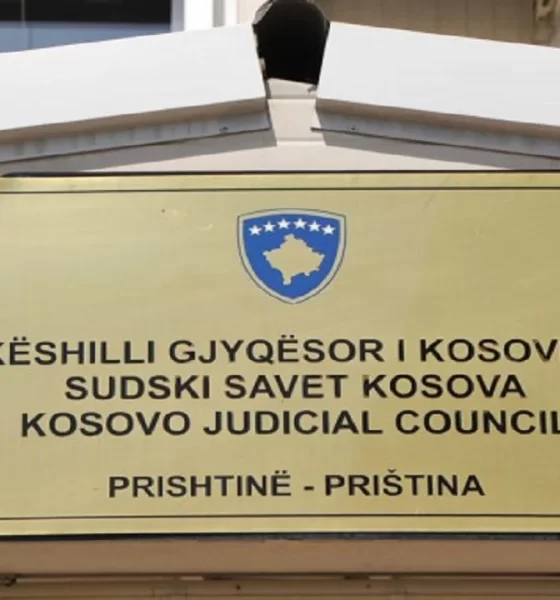 KËSHILLI GJYQËSOR I KOSOV
SUDSKI SAVET KOSOVA
KOSOVO JUDICIAL COUNCIL
PRISHTINË - PRIŠTINA